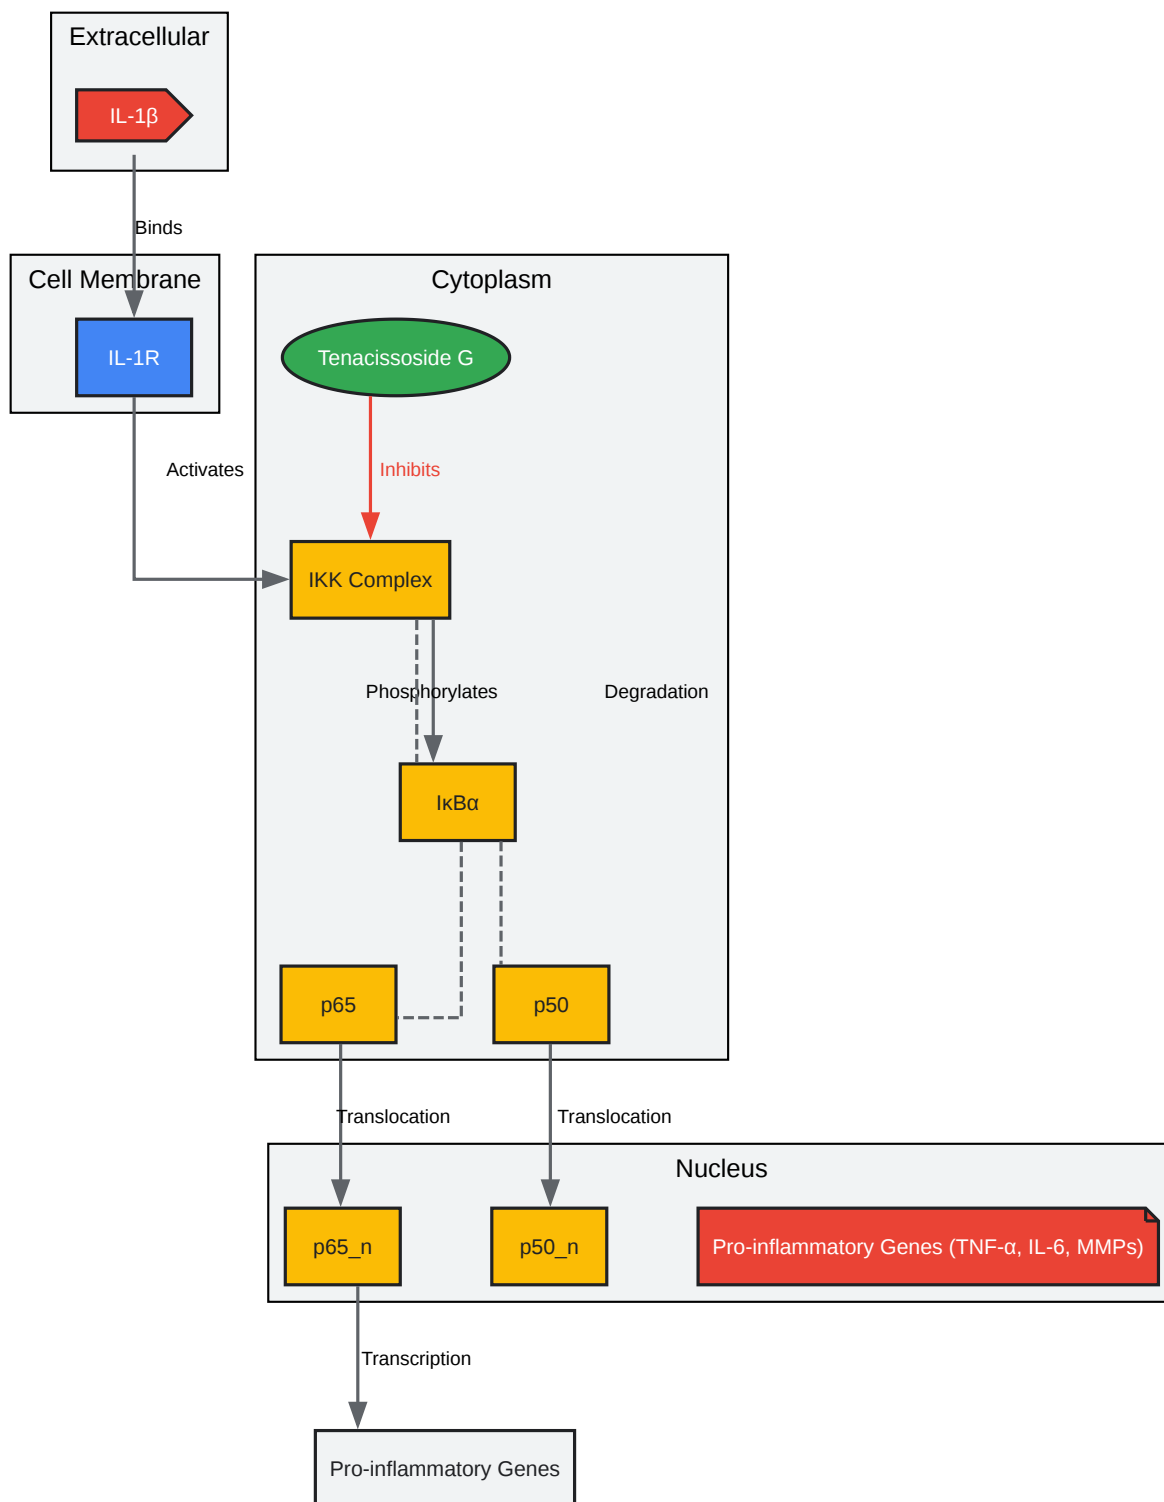 Extracellular
IL-1β
Binds
Cell Membrane
Cytoplasm
IL-1R
Tenacissoside G
Activates
Inhibits
IKK Complex
Phosphorylates
Degradation
IκBα
p65
p50
Translocation
Translocation
Nucleus
p65_n
p50_n
Pro-inflammatory Genes (TNF-α, IL-6, MMPs)
Transcription
Pro-inflammatory Genes